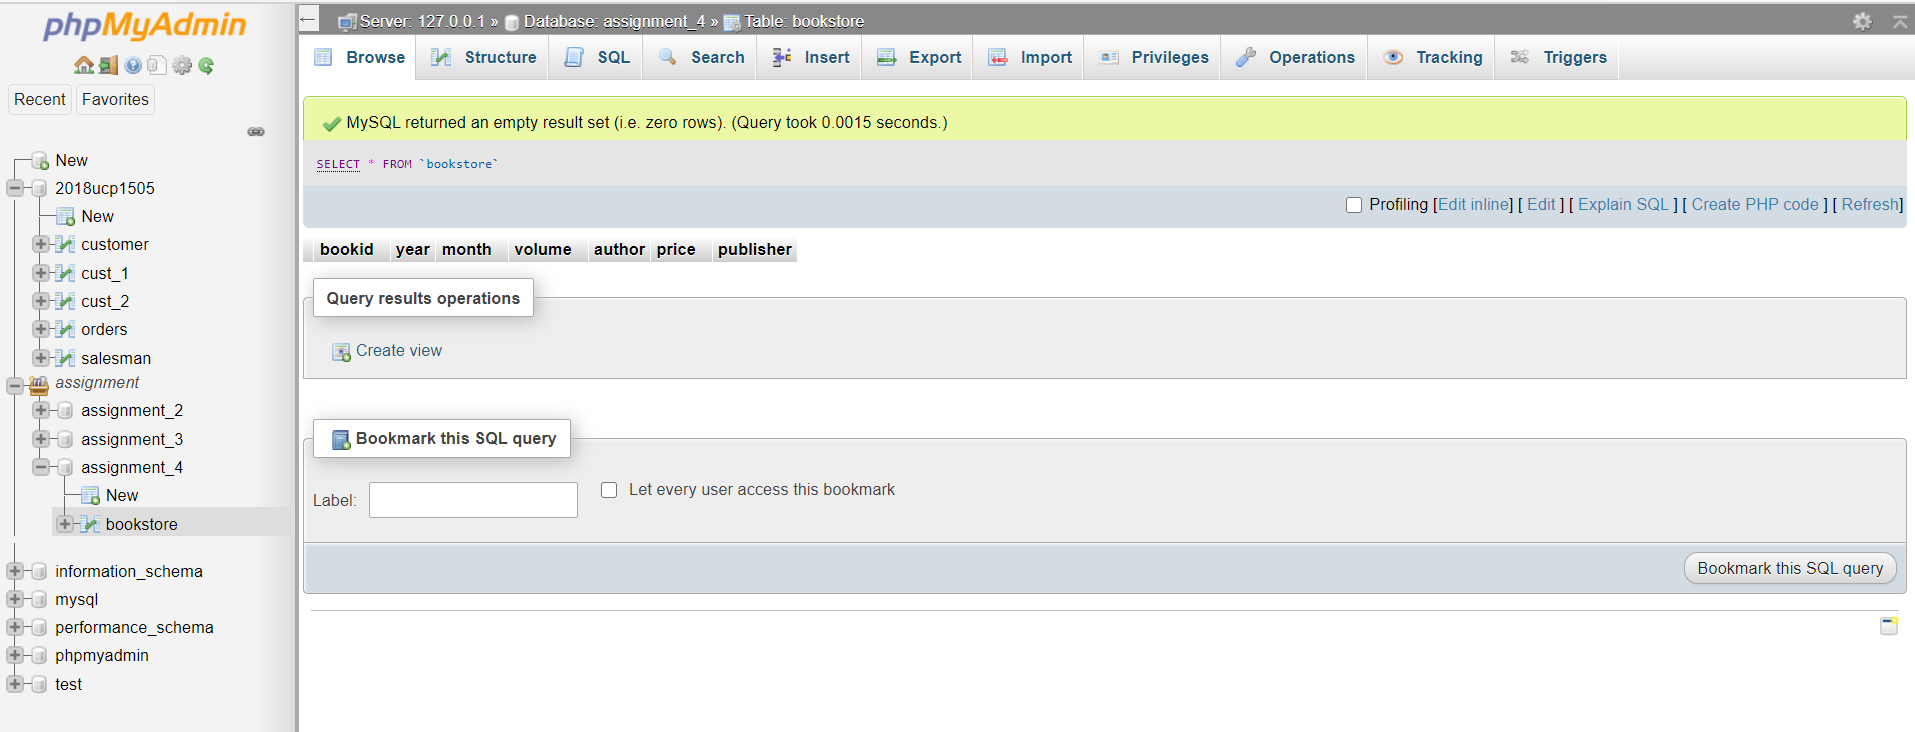 phpMyAdmin
Recent Favorites
New
2018ucp1505
New
customer
cust_1
cust_2
orders
salesman
assignment
assignment_2
assignment_3
assignment_4
New
bookstore
information_schema
mysql
performance_schema
phpmyadmin
test
← Server: 127.0.0.1 » Database: assignment_4 » Table: bookstore
Browse Structure SQL Search Insert Export Import Privileges Operations Tracking Triggers
MySQL returned an empty result set (i.e. zero rows). (Query took 0.0015 seconds.)
SELECT * FROM `bookstore`
Profiling [Edit inline] [ Edit ] [ Explain SQL ] [ Create PHP code ] [ Refresh]
bookid year month volume author price publisher
Query results operations
Create view
Bookmark this SQL query
Label: Let every user access this bookmark
Bookmark this SQL query